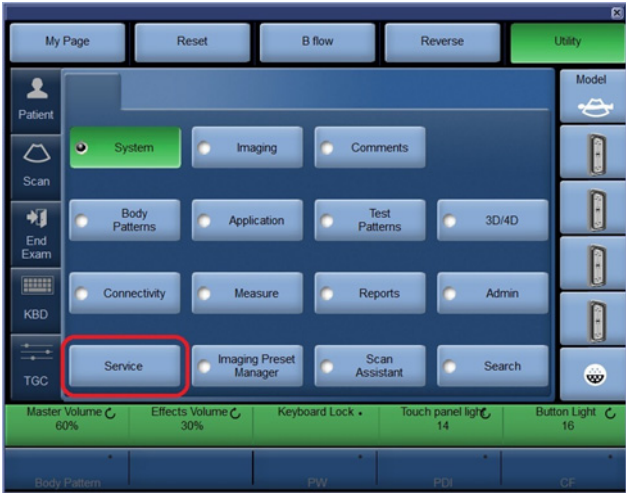 My Page
Reset
B flow
Reverse
Utility
Patient
Model
System
Imaging
Comments
Scan
Body
Patterns
Application
Test
Patterns
3D/4D
End
Exam
Connectivity
Measure
Reports
Admin
KBD
Service
Imaging Preset
Manager
Scan
Assistant
Search
TGC
Master Volume
60%
Effects Volume
30%
Keyboard Lock
Touch panel light
14
Button Light
16
Body Pattern
PW
PDI
CF